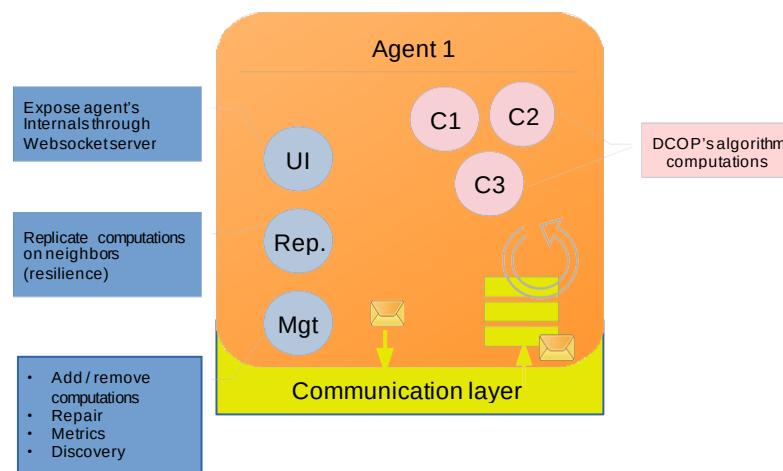 Agent 1
Expose agent's
Internals through
Websocket server
UI
C1
C2
C3
DCOP's algorithm
computations
Replicate computations
on neighbors
(resilience)
Rep.
Mgt
• Add / remove
computations
• Repair
• Metrics
• Discovery
Communication layer